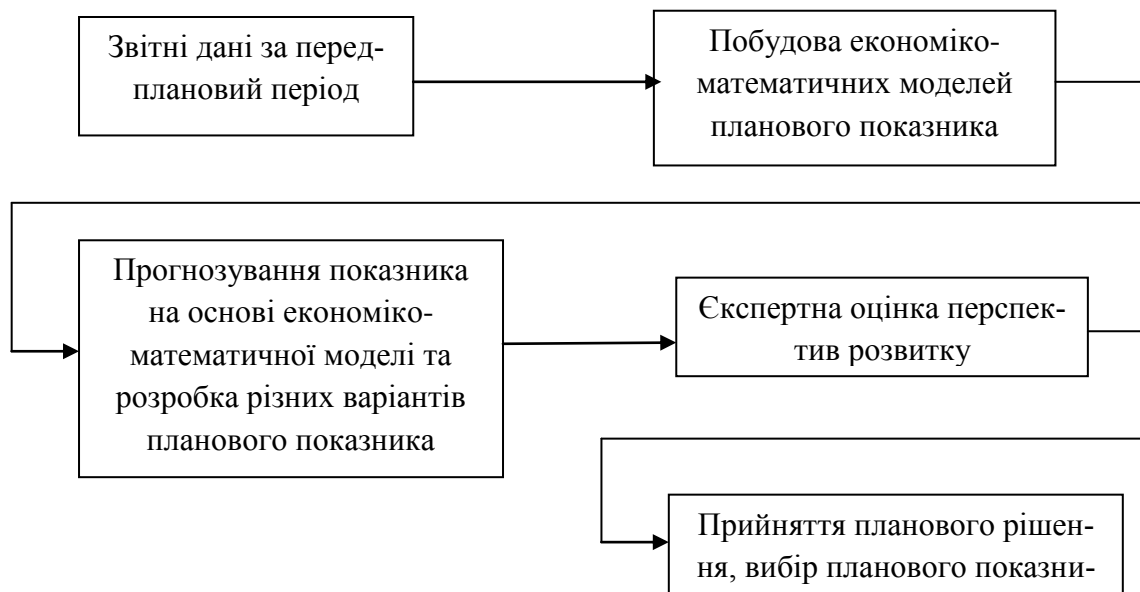 Звітні дані за перед-
плановий період
Побудова економіко-
математичних моделей
планового показника
Прогнозування показника
на основі економіко-
математичної моделі та
розробка різних варіантів
планового показника
Єкспертна оцінка перспек-
тив розвитку
Прийняття планового рішен-
ня, вибір планового показни-